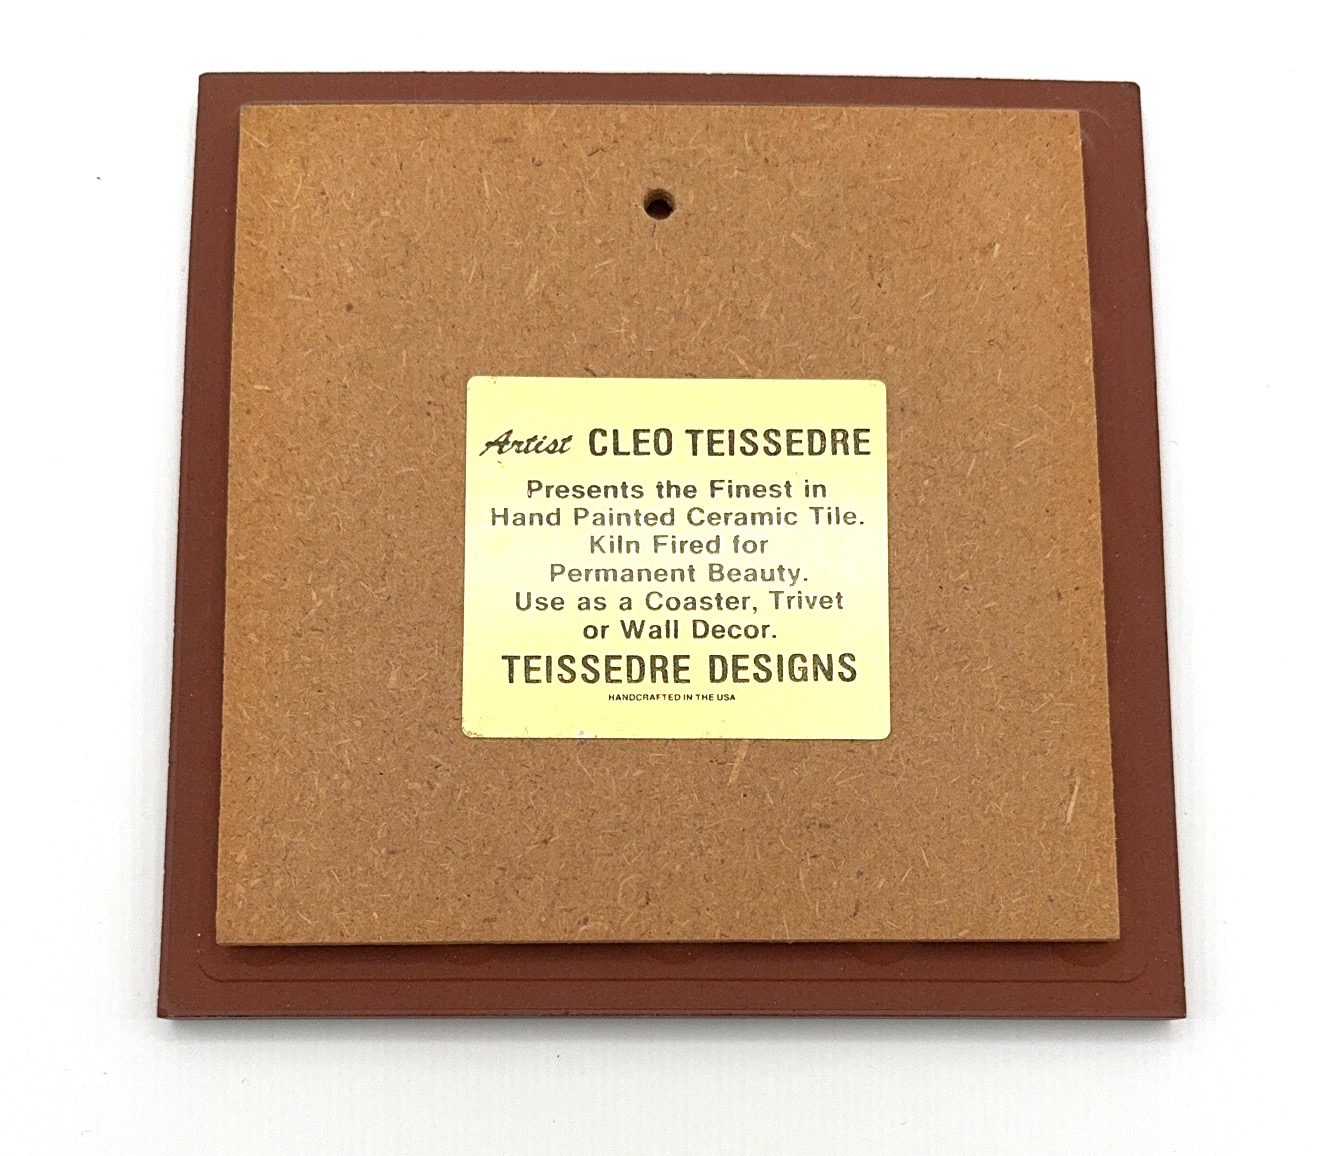 Artist CLEO TEISSEDRE
Presents the Finest in
Hand Painted Ceramic Tile.
Kiln Fired for
Permanent Beauty.
Use as a Coaster, Trivet
or Wall Decor.
TEISSEDRE DESIGNS
HANDCRAFTED IN THE USA